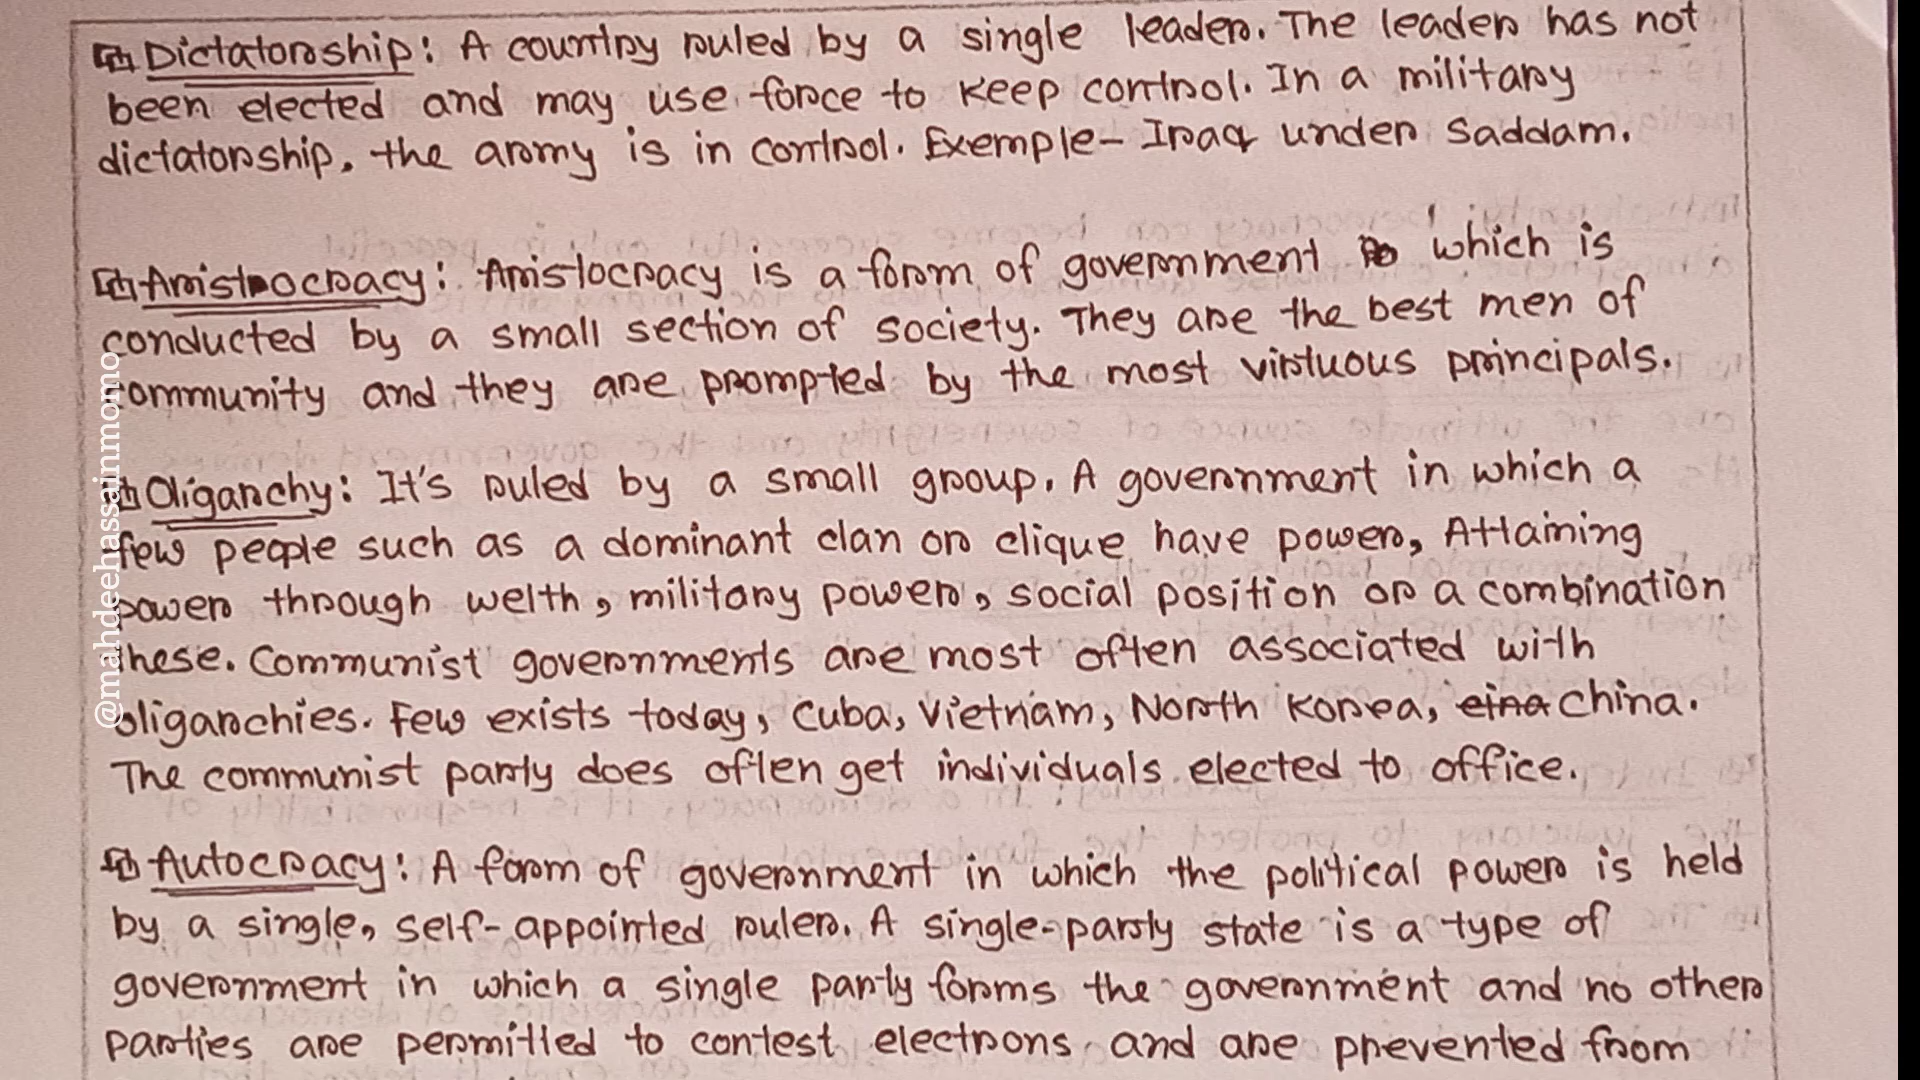 Dictatorship: A country ruled by a single leader. The leader has not
been elected and may use force to keep control. In a military
dictatorship, the army is in control. Exemple- Iraq under Saddam.
Aristrocracy: Aristocracy is a form of government which is
conducted by a small section of society. They are the best men of
community and they are prompted by the most virtuous principals.
Oligarchy: It's ruled by a small group. A government in which a
few people such as a dominant clan or clique have power, Attaining
power through welth, military power, social position or a combination
these. Communist governments are most often associated with
oligarchies. Few exists today, Cuba, Vietnam, North Korea, eina China.
The communist party does often get individuals elected to office.
Autocracy: A form of government in which the political power is held
by a single, self-appointed ruler. A single-party state is a type of
government in which a single party forms the government and no other
parties are permitted to contest electrons and are prevented from
@mahdeehassainmomo